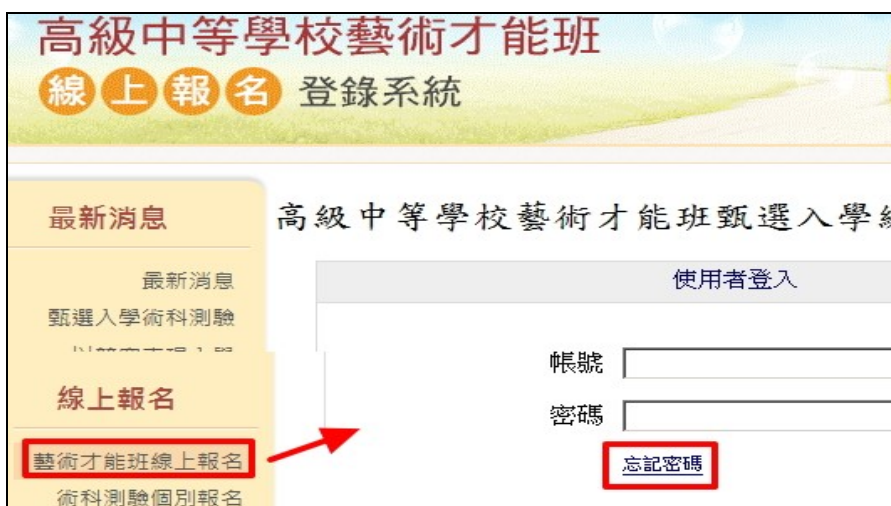 高級中等學校藝術才能班
線上報名 登錄系統
最新消息
最新消息
甄選入學術科測驗
線上報名
藝術才能班線上報名
術科測驗個別報名
高級中等學校藝術才能班甄選入學
使用者登入
帳號
密碼
忘記密碼